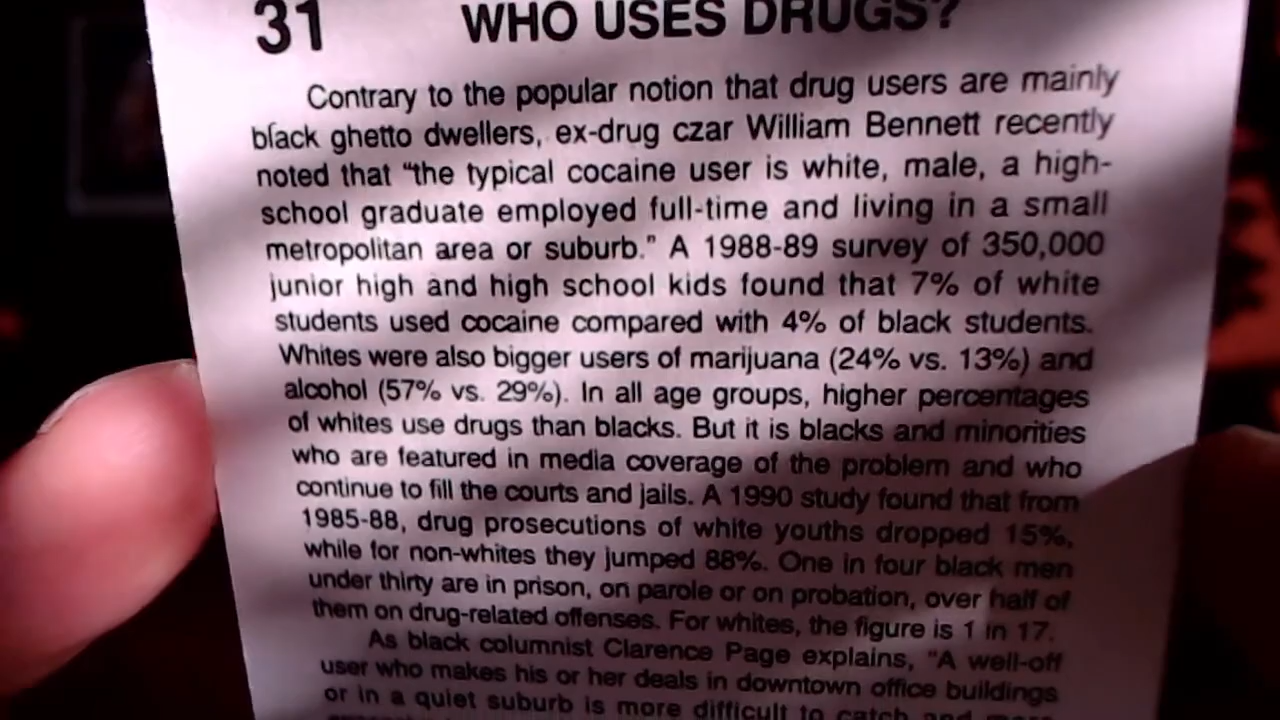 31 WHO USES DRUGS?
Contrary to the popular notion that drug users are mainly
black ghetto dwellers, ex-drug czar William Bennett recently
noted that "the typical cocaine user is white, male, a high-
school graduate employed full-time and living in a small
metropolitan area or suburb." A 1988-89 survey of 350,000
junior high and high school kids found that 7% of white
students used cocaine compared with 4% of black students.
Whites were also bigger users of marijuana (24% vs. 13%) and
alcohol (57% vs. 29%). In all age groups, higher percentages
of whites use drugs than blacks. But it is blacks and minorities
who are featured in media coverage of the problem and who
continue to fill the courts and jails. A 1990 study found that from
1985-88, drug prosecutions of white youths dropped 15%,
while for non-whites they jumped 88%. One in four black men
under thirty are in prison, on parole or on probation, over half of
them on drug-related offenses. For whites, the figure is 1 in 17.
As black columnist Clarence Page explains, "A well-off
user who makes his or her deals in downtown office buildings
or in a quiet suburb is more difficult to catch and